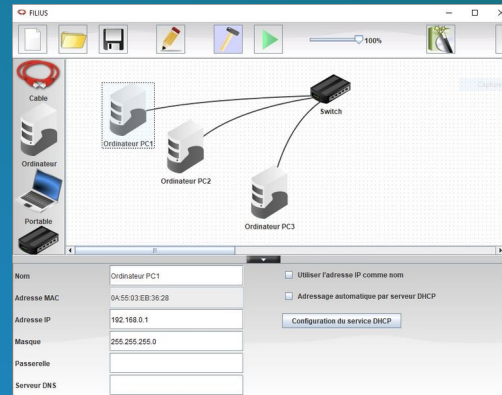 FILIUS
100%
Cable
Ordinateur
Portable
Ordinateur PC1
Switch
Ordinateur PC2
Ordinateur PC3
Capture
Nom
Ordinateur PC1
Utiliser l'adresse IP comme nom
Adresse MAC
0A:55:03:EB:36:28
Adressage automatique par serveur DHCP
Adresse IP
192.168.0.1
Configuration du service DHCP
Masque
255.255.255.0
Passerelle
Serveur DNS